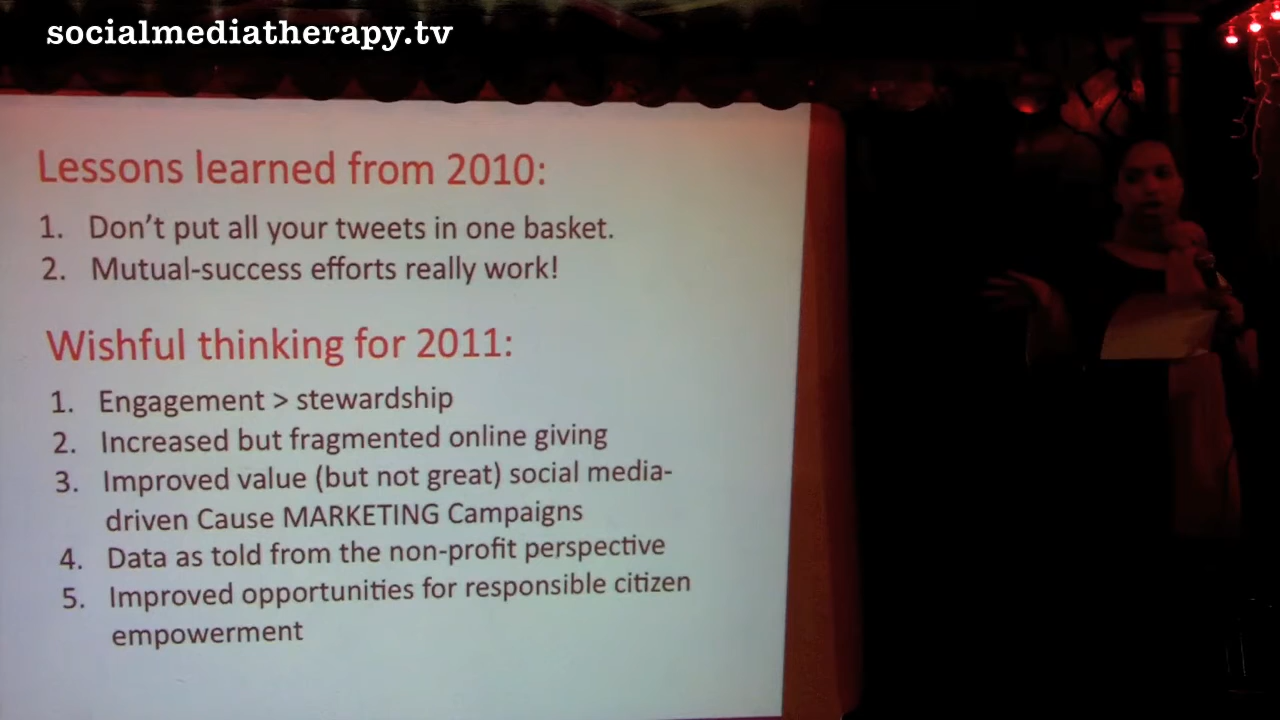 socialmediatherapy.tv
Lessons learned from 2010:
1. Don't put all your tweets in one basket.
2. Mutual-success efforts really work!
Wishful thinking for 2011:
1. Engagement > stewardship
2. Increased but fragmented online giving
3. Improved value (but not great) social media-
driven Cause MARKETING Campaigns
4. Data as told from the non-profit perspective
5. Improved opportunities for responsible citizen
empowerment